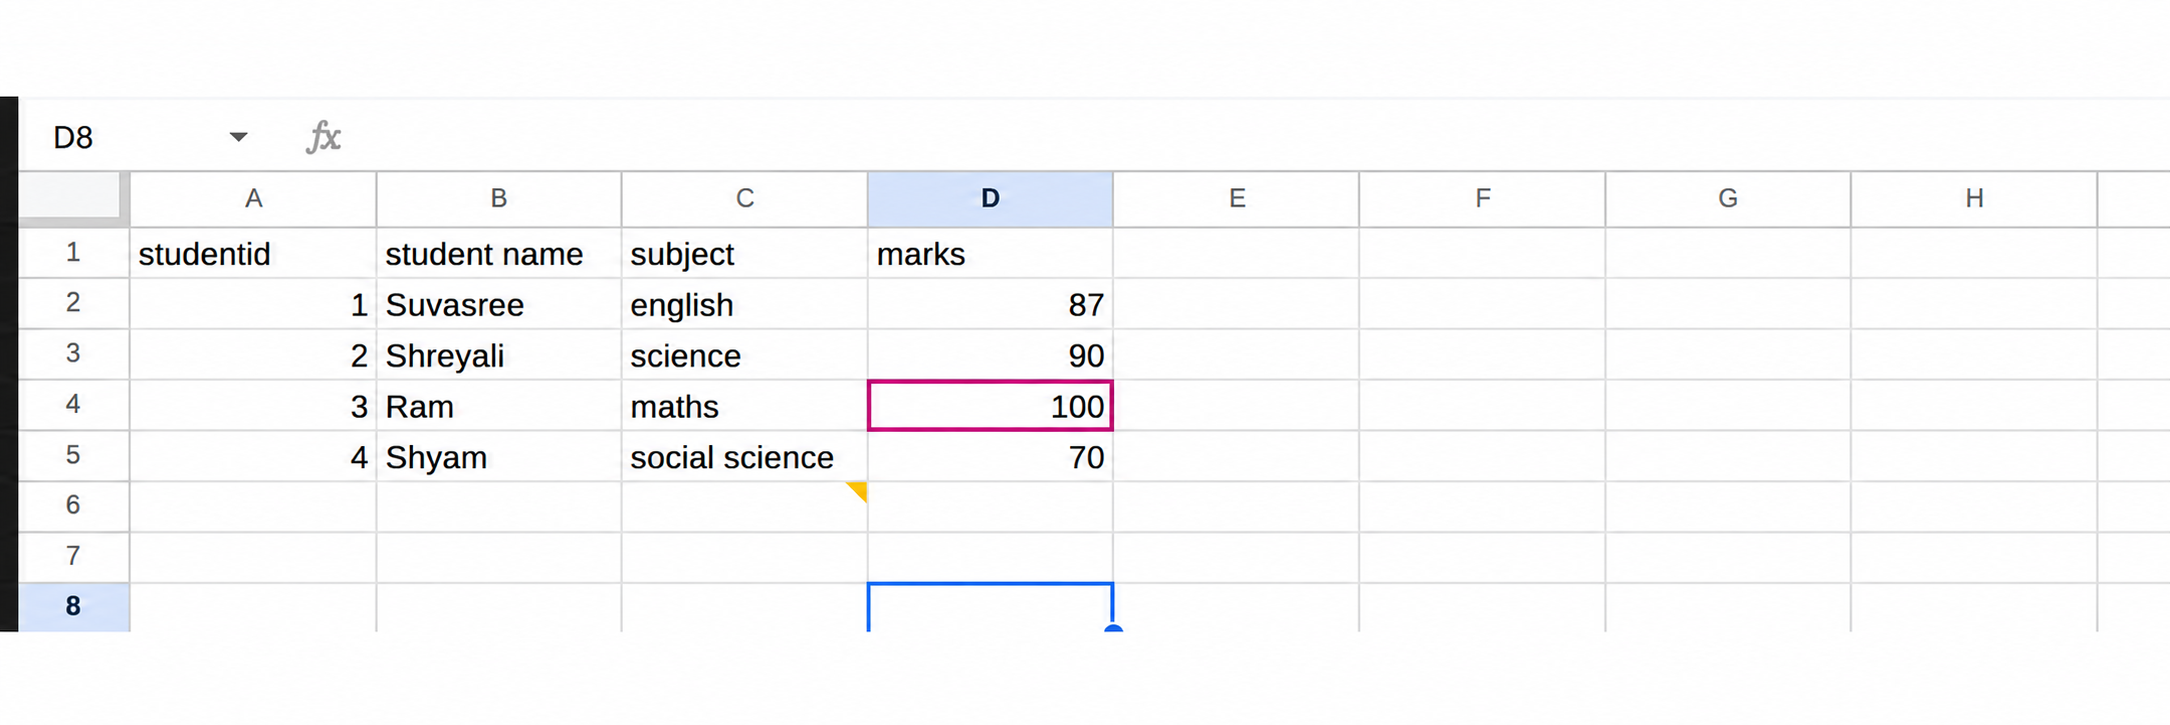 D8 fx
A B C D E F G H
1 studentid student name subject marks
2 1 Suvasree english 87
3 2 Shreyali science 90
4 3 Ram maths 100
5 4 Shyam social science 70
6
7
8